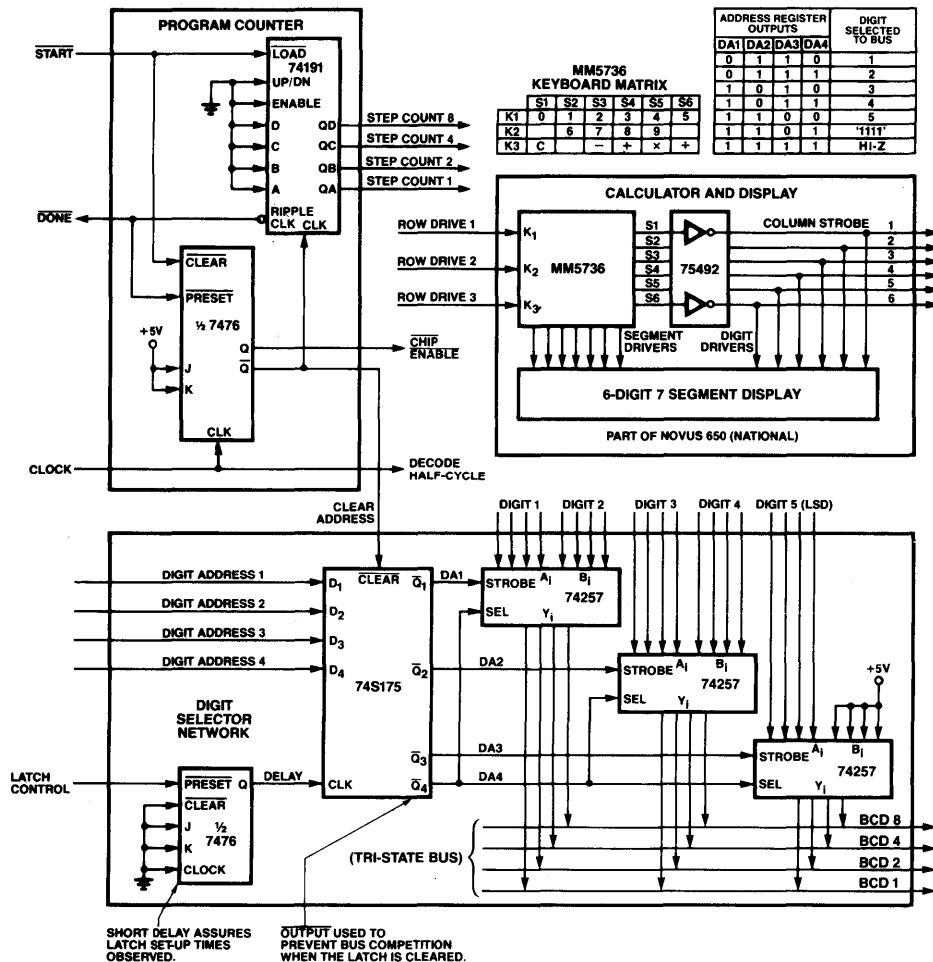 PROGRAM COUNTER
START
LOAD
74191
UP/DN
ENABLE
D QD STEP COUNT 8
C QC STEP COUNT 4
B QB STEP COUNT 2
A QA STEP COUNT 1
RIPPLE
CLK CLK
DONE
CLEAR
PRESET
½ 7476
+5V
J
K
Q
Q
CHIP
ENABLE
CLK
CLOCK
DECODE
HALF-CYCLE
MM5736
KEYBOARD MATRIX
S1 S2 S3 S4 S5 S6
K1 0 1 2 3 4 5
K2 6 7 8 9
K3 C − + × ÷
ADDRESS REGISTER
OUTPUTS
DIGIT
SELECTED
TO BUS
DA1 DA2 DA3 DA4
0 1 1 0 1
0 1 1 1 2
1 0 1 0 3
1 0 1 1 4
1 1 0 0 5
1 1 0 1 '1111'
1 1 1 1 HI-Z
CALCULATOR AND DISPLAY
ROW DRIVE 1
ROW DRIVE 2
ROW DRIVE 3
K1
K2
K3
MM5736
S1
S2
S3
S4
S5
S6
75492
COLUMN STROBE
1
2
3
4
5
6
SEGMENT
DRIVERS
DIGIT
DRIVERS
6-DIGIT 7 SEGMENT DISPLAY
PART OF NOVUS 650 (NATIONAL)
CLEAR
ADDRESS
DIGIT 1 DIGIT 2 DIGIT 3 DIGIT 4 DIGIT 5 (LSD)
DIGIT ADDRESS 1
DIGIT ADDRESS 2
DIGIT ADDRESS 3
DIGIT ADDRESS 4
D1
D2
D3
D4
CLEAR
74S175
Q1 DA1
Q2 DA2
Q3 DA3
Q4 DA4
CLK
STROBE Ai Bi
74257
SEL Yi
STROBE Ai Bi
74257
SEL Yi
+5V
STROBE Ai Bi
74257
SEL Yi
DIGIT
SELECTOR
NETWORK
LATCH
CONTROL
PRESET Q DELAY
CLEAR
J ½
K 7476
CLOCK
(TRI-STATE BUS)
BCD 8
BCD 4
BCD 2
BCD 1
SHORT DELAY ASSURES
LATCH SET-UP TIMES
OBSERVED.
OUTPUT USED TO
PREVENT BUS COMPETITION
WHEN THE LATCH IS CLEARED.